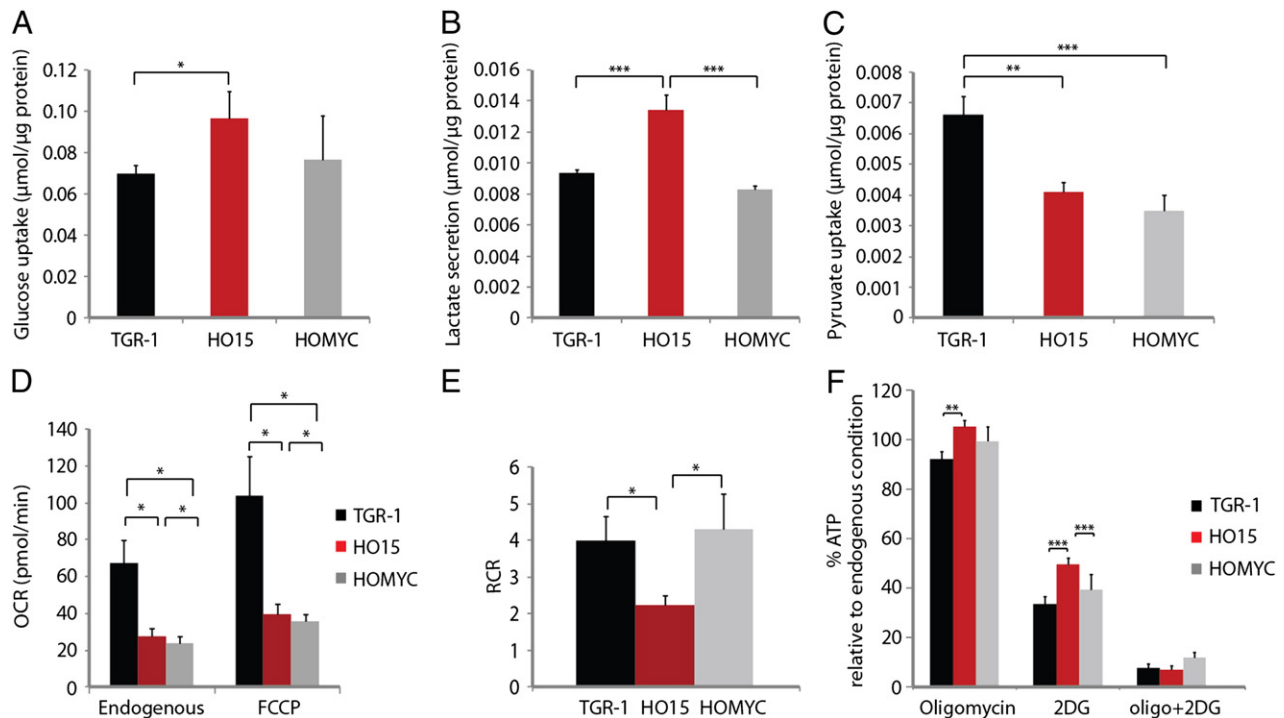 A
Glucose uptake (μmol/μg protein)
0.12
0.10
0.08
0.06
0.04
0.02
0
*
TGR-1 HO15 HOMYC
B
Lactate secretion (μmol/μg protein)
0.016
0.014
0.012
0.010
0.008
0.006
0.004
0.002
0
*** ***
TGR-1 HO15 HOMYC
C
Pyruvate uptake (μmol/μg protein)
0.008
0.007
0.006
0.005
0.004
0.003
0.002
0.001
0
***
**
TGR-1 HO15 HOMYC
D
OCR (pmol/min)
140
120
100
80
60
40
20
0
*
* *
*
* *
Endogenous FCCP
TGR-1
HO15
HOMYC
E
RCR
6
5
4
3
2
1
0
* *
TGR-1 HO15 HOMYC
F
% ATP
relative to endogenous condition
120
100
80
60
40
20
0
**
*** ***
Oligomycin 2DG oligo+2DG
TGR-1
HO15
HOMYC